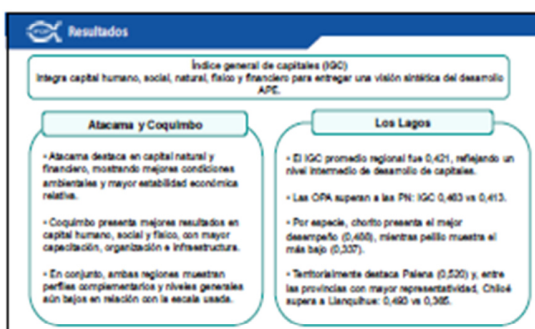 Resultados
Índice general de capitales (IGC)
Integra capital humano, social, natural, físico y financiero para entregar una visión sintética del desarrollo
APE.
Atacama y Coquimbo
• Atacama destaca en capital natural y
financiero, mostrando mejores condiciones
ambientales y mayor estabilidad económica
relativa.
• Coquimbo presenta mejores resultados en
capital humano, social y físico, con mayor
capacitación, organización e infraestructura.
• En conjunto, ambas regiones muestran
perfiles complementarios y niveles generales
aún bajos en relación con la escala usada.
Los Lagos
• El IGC promedio regional fue 0,421, reflejando un
nivel intermedio de desarrollo de capitales.
• Las OPA superan a las PN: IGC 0,463 vs 0,413.
• Por especie, chorito presenta el mejor
desempeño (0,488), mientras pelillo muestra el
más bajo (0,337).
• Territorialmente destaca Palena (0,520) y, entre
las provincias con mayor representatividad, Chiloé
supera a Llanquihue: 0,493 vs 0,365.